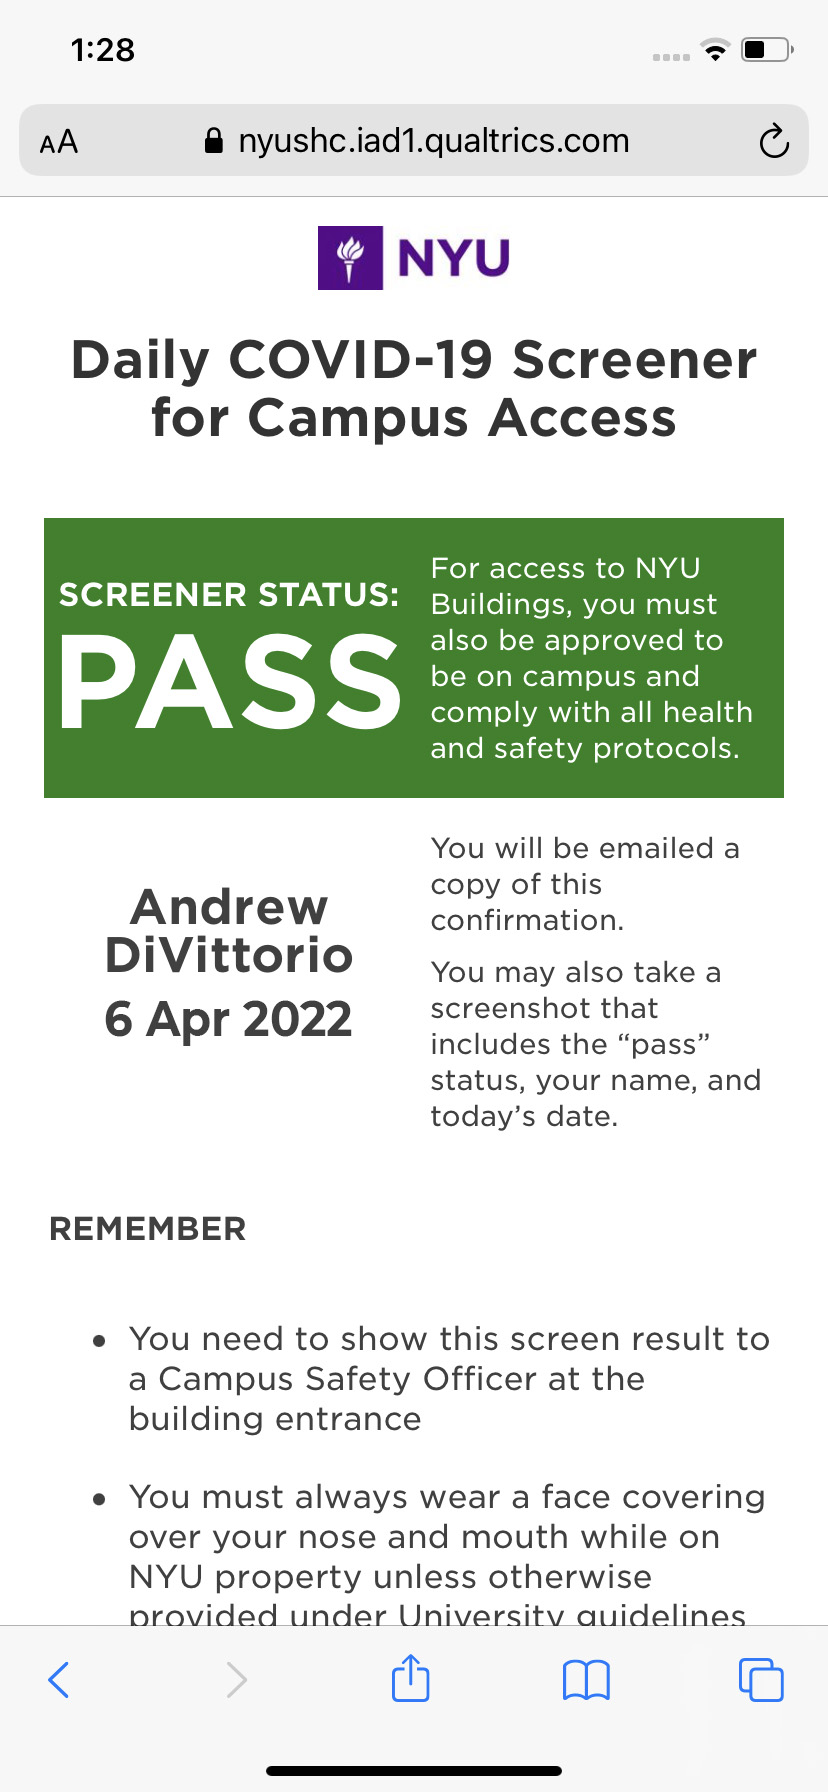 1:28
AA nyushc.iad1.qualtrics.com
NYU
Daily COVID-19 Screener
for Campus Access
SCREENER STATUS:
PASS
For access to NYU
Buildings, you must
also be approved to
be on campus and
comply with all health
and safety protocols.
Andrew
DiVittorio
6 Apr 2022
You will be emailed a
copy of this
confirmation.
You may also take a
screenshot that
includes the “pass”
status, your name, and
today’s date.
REMEMBER
• You need to show this screen result to
a Campus Safety Officer at the
building entrance
• You must always wear a face covering
over your nose and mouth while on
NYU property unless otherwise
provided under University guidelines